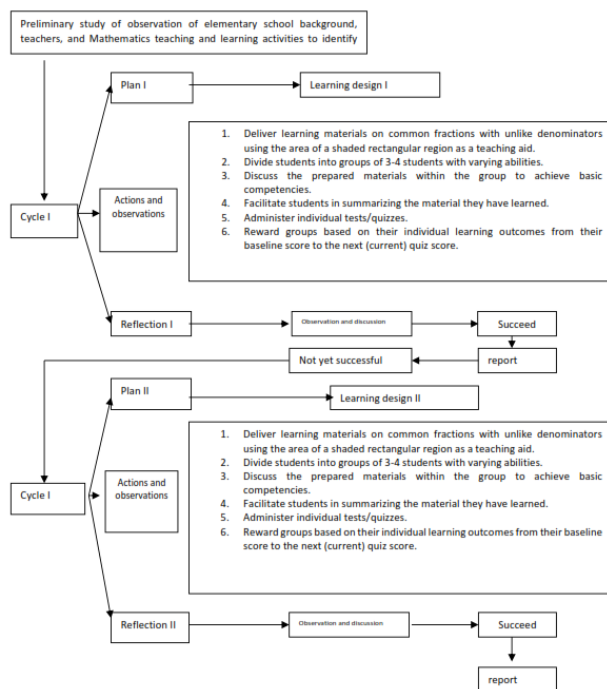 Preliminary study of observation of elementary school background,
teachers, and Mathematics teaching and learning activities to identify
Plan I
Learning design I
1. Deliver learning materials on common fractions with unlike denominators
using the area of a shaded rectangular region as a teaching aid.
2. Divide students into groups of 3-4 students with varying abilities.
3. Discuss the prepared materials within the group to achieve basic
competencies.
4. Facilitate students in summarizing the material they have learned.
5. Administer individual tests/quizzes.
6. Reward groups based on their individual learning outcomes from their
baseline score to the next (current) quiz score.
Actions and
observations
Cycle I
Reflection I
Observation and discussion
Succeed
Not yet successful
report
Plan II
Learning design II
1. Deliver learning materials on common fractions with unlike denominators
using the area of a shaded rectangular region as a teaching aid.
2. Divide students into groups of 3-4 students with varying abilities.
3. Discuss the prepared materials within the group to achieve basic
competencies.
4. Facilitate students in summarizing the material they have learned.
5. Administer individual tests/quizzes.
6. Reward groups based on their individual learning outcomes from their baseline
score to the next (current) quiz score.
Actions and
observations
Cycle I
Reflection II
Observation and discussion
Succeed
report